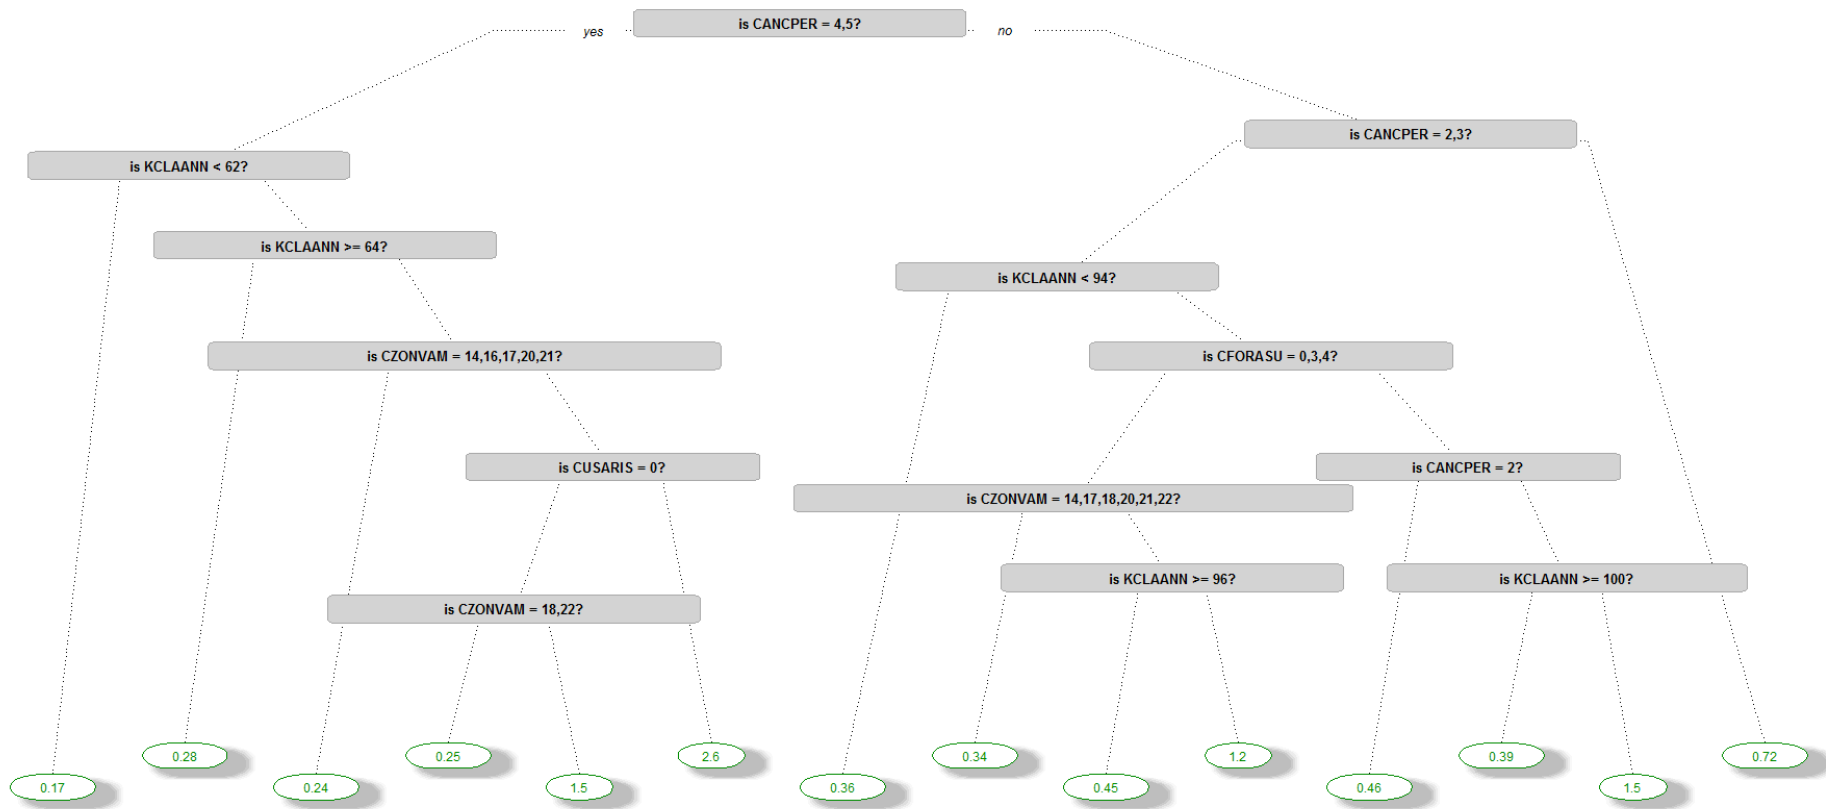 is CANCPER = 4,5?
yes
no
is CANCPER = 2,3?
is KCLAANN < 62?
is KCLAANN >= 64?
is KCLAANN < 94?
is CZONVAM = 14,16,17,20,21?
is CFORASU = 0,3,4?
is CUSARIS = 0?
is CANCPER = 2?
is CZONVAM = 14,17,18,20,21,22?
is KCLAANN >= 96?
is KCLAANN >= 100?
is CZONVAM = 18,22?
0.28
0.25
2.6
0.34
1.2
0.39
0.72
0.17
0.24
1.5
0.36
0.45
0.46
1.5